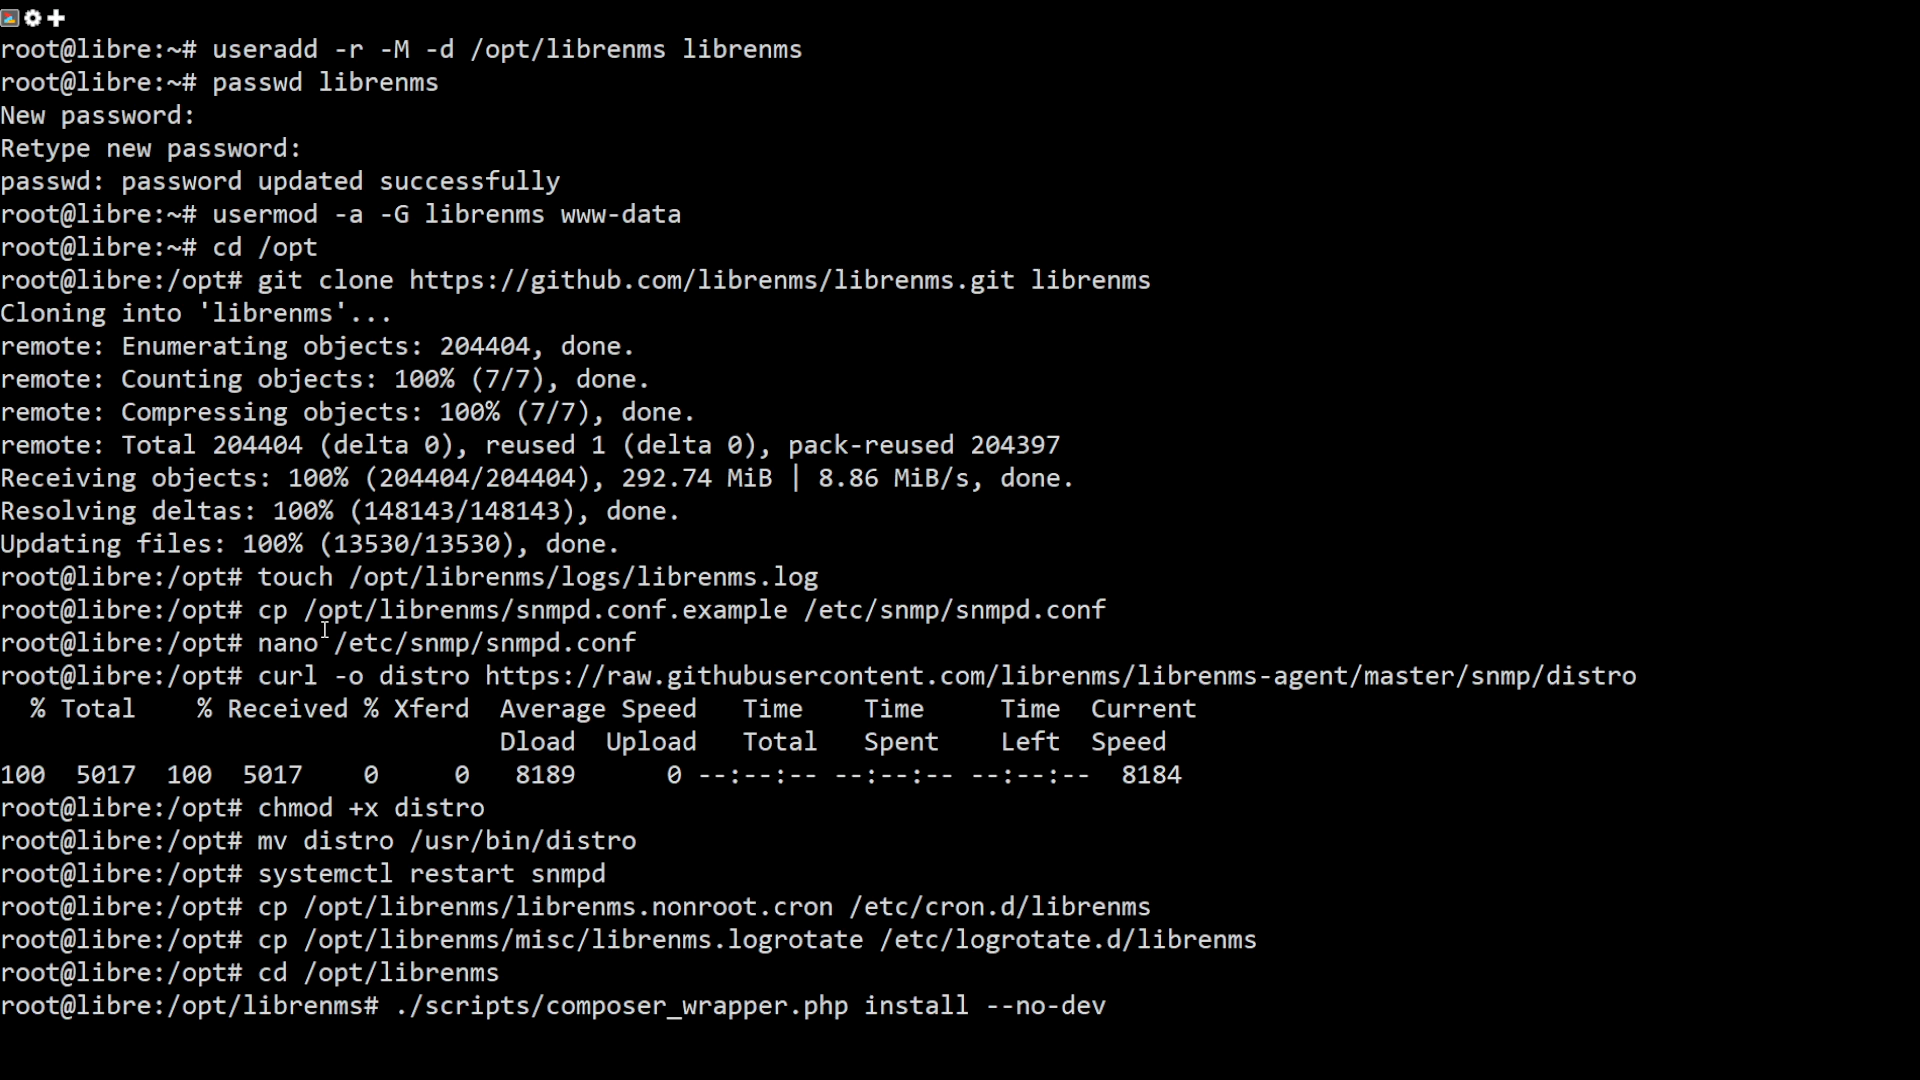 root@libre:~# useradd -r -M -d /opt/librenms librenms
root@libre:~# passwd librenms
New password:
Retype new password:
passwd: password updated successfully
root@libre:~# usermod -a -G librenms www-data
root@libre:~# cd /opt
root@libre:/opt# git clone https://github.com/librenms/librenms.git librenms
Cloning into 'librenms'...
remote: Enumerating objects: 204404, done.
remote: Counting objects: 100% (7/7), done.
remote: Compressing objects: 100% (7/7), done.
remote: Total 204404 (delta 0), reused 1 (delta 0), pack-reused 204397
Receiving objects: 100% (204404/204404), 292.74 MiB | 8.86 MiB/s, done.
Resolving deltas: 100% (148143/148143), done.
Updating files: 100% (13530/13530), done.
root@libre:/opt# touch /opt/librenms/logs/librenms.log
root@libre:/opt# cp /opt/librenms/snmpd.conf.example /etc/snmp/snmpd.conf
root@libre:/opt# nano /etc/snmp/snmpd.conf
root@libre:/opt# curl -o distro https://raw.githubusercontent.com/librenms/librenms-agent/master/snmp/distro
  % Total    % Received % Xferd  Average Speed   Time    Time     Time  Current
                                 Dload  Upload   Total   Spent    Left  Speed
100  5017  100  5017    0     0   8189      0 --:--:-- --:--:-- --:--:--  8184
root@libre:/opt# chmod +x distro
root@libre:/opt# mv distro /usr/bin/distro
root@libre:/opt# systemctl restart snmpd
root@libre:/opt# cp /opt/librenms/librenms.nonroot.cron /etc/cron.d/librenms
root@libre:/opt# cp /opt/librenms/misc/librenms.logrotate /etc/logrotate.d/librenms
root@libre:/opt# cd /opt/librenms
root@libre:/opt/librenms# ./scripts/composer_wrapper.php install --no-dev